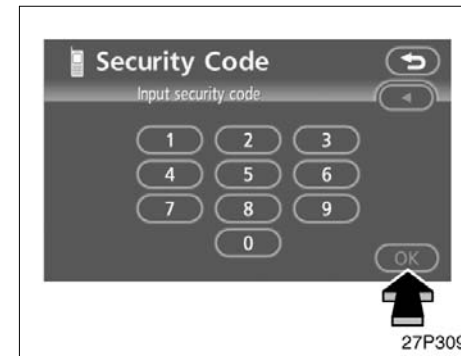 Security Code
Input security code
1 2 3
4 5 6
7 8 9
0
OK
27P309